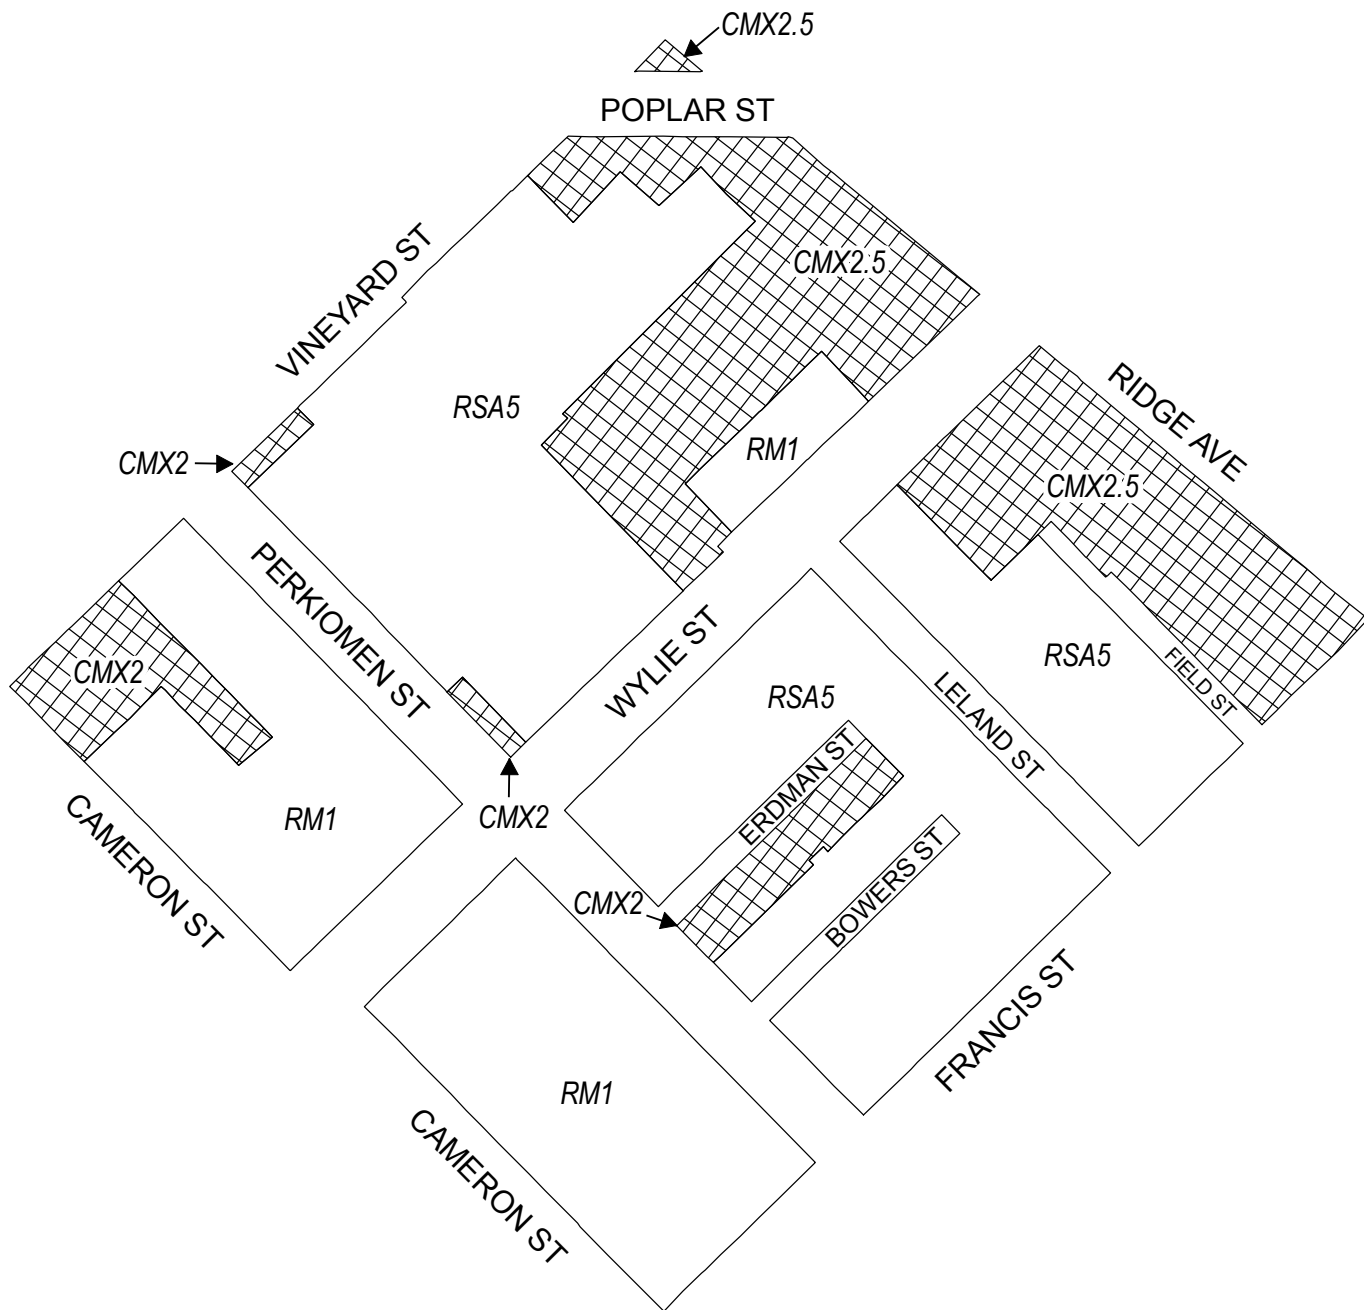 CMX2.5
POPLAR ST
VINEYARD ST
CMX2.5
RIDGE AVE
RSA5
RM1
CMX2
CMX2.5
PERKIOMEN ST
WYLIE ST
RSA5
FIELD ST
CMX2
RSA5
LELAND ST
ERDMAN ST
CAMERON ST
RM1
CMX2
CMX2
BOWERS ST
FRANCIS ST
RM1
CAMERON ST